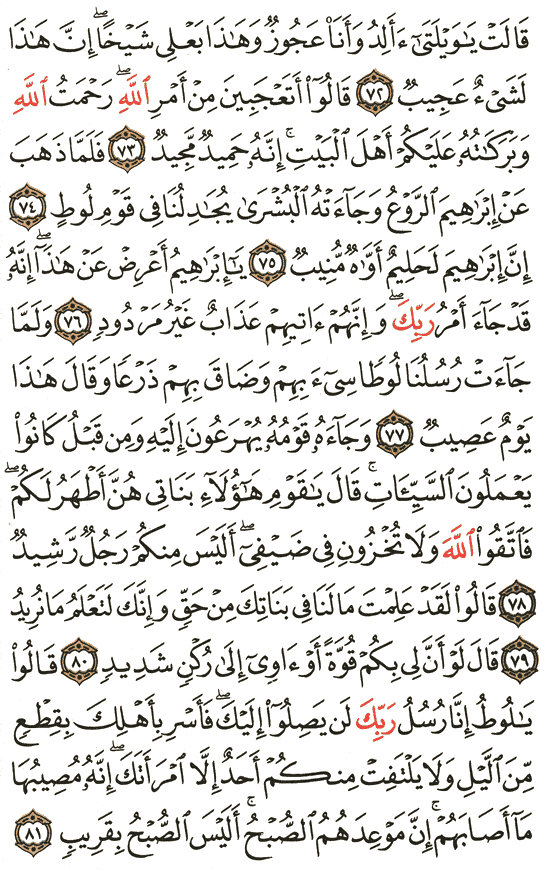 قَالَتْ يَٰوَيْلَتَىٰٓ ءَأَلِدُ وَأَنَا۠ عَجُوزٌ وَهَٰذَا بَعْلِى شَيْخًا ۖ إِنَّ هَٰذَا
لَشَىْءٌ عَجِيبٌ ٧٢ قَالُوٓا۟ أَتَعْجَبِينَ مِنْ أَمْرِ ٱللَّهِ ۖ رَحْمَتُ ٱللَّهِ
وَبَرَكَٰتُهُۥ عَلَيْكُمْ أَهْلَ ٱلْبَيْتِ ۚ إِنَّهُۥ حَمِيدٌ مَّجِيدٌ ٧٣ فَلَمَّا ذَهَبَ
عَنْ إِبْرَٰهِيمَ ٱلرَّوْعُ وَجَآءَتْهُ ٱلْبُشْرَىٰ يُجَٰدِلُنَا فِى قَوْمِ لُوطٍ ٧٤
إِنَّ إِبْرَٰهِيمَ لَحَلِيمٌ أَوَّٰهٌ مُّنِيبٌ ٧٥ يَٰٓإِبْرَٰهِيمُ أَعْرِضْ عَنْ هَٰذَآ ۖ إِنَّهُۥ
قَدْ جَآءَ أَمْرُ رَبِّكَ ۖ وَإِنَّهُمْ ءَاتِيهِمْ عَذَابٌ غَيْرُ مَرْدُودٍ ٧٦ وَلَمَّا
جَآءَتْ رُسُلُنَا لُوطًا سِىٓءَ بِهِمْ وَضَاقَ بِهِمْ ذَرْعًا وَقَالَ هَٰذَا
يَوْمٌ عَصِيبٌ ٧٧ وَجَآءَهُۥ قَوْمُهُۥ يُهْرَعُونَ إِلَيْهِ وَمِن قَبْلُ كَانُوا۟
يَعْمَلُونَ ٱلسَّيِّـَٔاتِ ۚ قَالَ يَٰقَوْمِ هَٰٓؤُلَآءِ بَنَاتِى هُنَّ أَطْهَرُ لَكُمْ ۖ
فَٱتَّقُوا۟ ٱللَّهَ وَلَا تُخْزُونِ فِى ضَيْفِىٓ ۖ أَلَيْسَ مِنكُمْ رَجُلٌ رَّشِيدٌ
٧٨ قَالُوا۟ لَقَدْ عَلِمْتَ مَا لَنَا فِى بَنَاتِكَ مِنْ حَقٍّ وَإِنَّكَ لَتَعْلَمُ مَا نُرِيدُ
٧٩ قَالَ لَوْ أَنَّ لِى بِكُمْ قُوَّةً أَوْ ءَاوِىٓ إِلَىٰ رُكْنٍ شَدِيدٍ ٨٠ قَالُوا۟
يَٰلُوطُ إِنَّا رُسُلُ رَبِّكَ لَن يَصِلُوٓا۟ إِلَيْكَ ۖ فَأَسْرِ بِأَهْلِكَ بِقِطْعٍ
مِّنَ ٱلَّيْلِ وَلَا يَلْتَفِتْ مِنكُمْ أَحَدٌ إِلَّا ٱمْرَأَتَكَ ۖ إِنَّهُۥ مُصِيبُهَا
مَآ أَصَابَهُمْ ۚ إِنَّ مَوْعِدَهُمُ ٱلصُّبْحُ ۚ أَلَيْسَ ٱلصُّبْحُ بِقَرِيبٍ ٨١